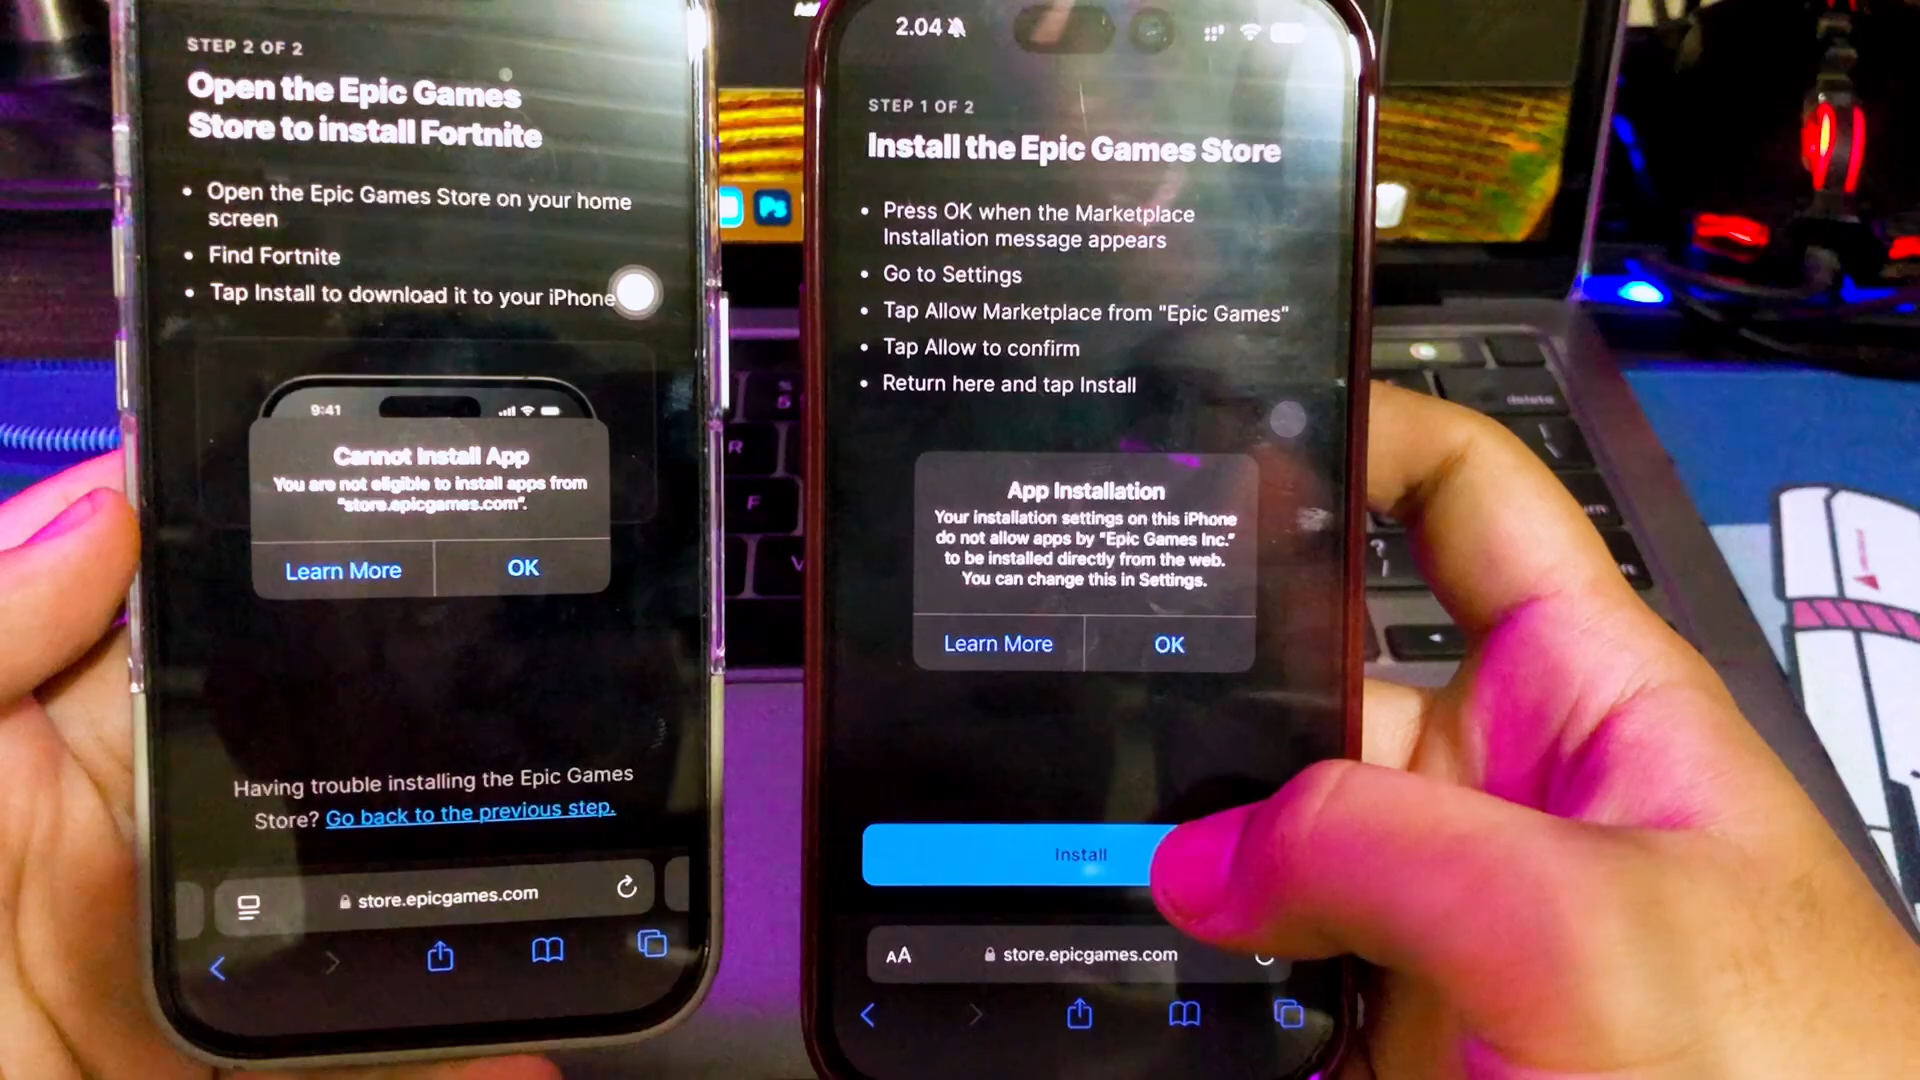 STEP 2 OF 2
Open the Epic Games
Store to install Fortnite
• Open the Epic Games Store on your home
screen
• Find Fortnite
• Tap Install to download it to your iPhone
9:41
Cannot Install App
You are not eligible to install apps from
"store.epicgames.com".
Learn More
OK
Having trouble installing the Epic Games
Store? Go back to the previous step.
store.epicgames.com
2.04
STEP 1 OF 2
Install the Epic Games Store
• Press OK when the Marketplace
Installation message appears
• Go to Settings
• Tap Allow Marketplace from "Epic Games"
• Tap Allow to confirm
• Return here and tap Install
App Installation
Your installation settings on this iPhone
do not allow apps by "Epic Games Inc."
to be installed directly from the web.
You can change this in Settings.
Learn More
OK
Install
AA
store.epicgames.com
Ps
R
F
V
delete
?